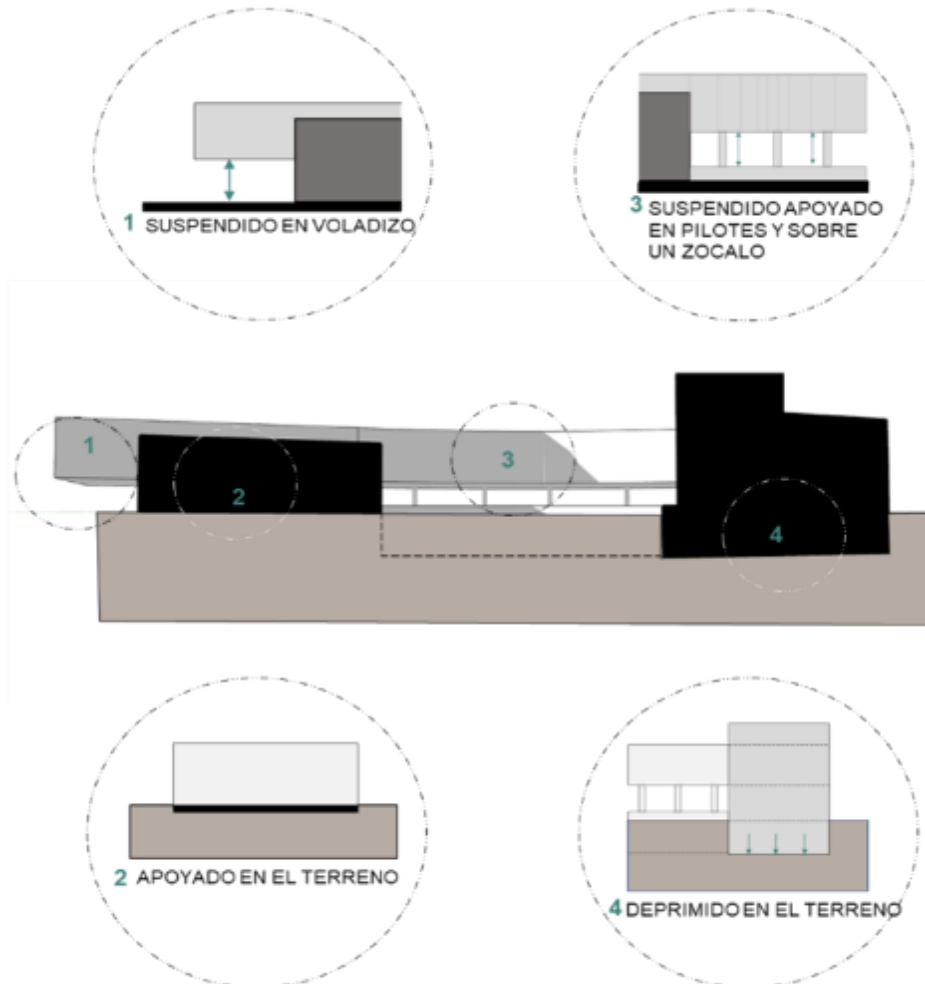 1 SUSPENDIDO EN VOLADIZO
3 SUSPENDIDO APOYADO
EN PILOTES Y SOBRE
UN ZOCALO
1
2
3
4
2 APOYADO EN EL TERRENO
4 DEPRIMIDO EN EL TERRENO